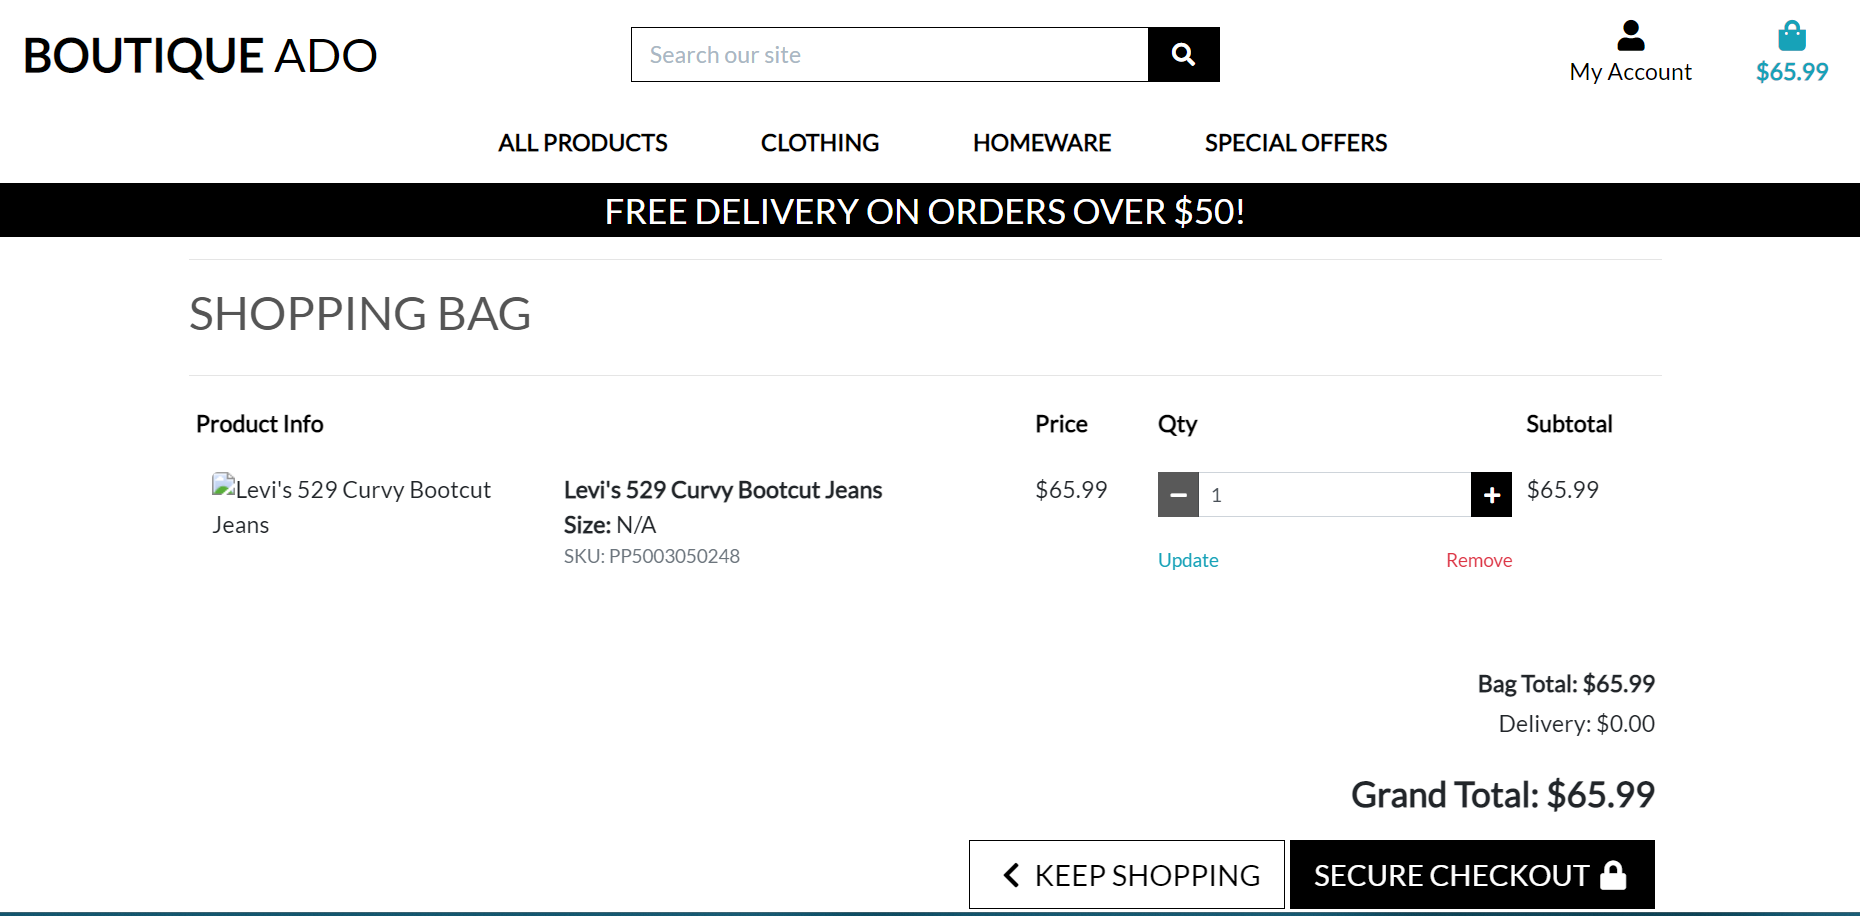 BOUTIQUE ADO
Search our site
My Account
$65.99
ALL PRODUCTS
CLOTHING
HOMEWARE
SPECIAL OFFERS
FREE DELIVERY ON ORDERS OVER $50!
SHOPPING BAG
Product Info
Price
Qty
Subtotal
Levi's 529 Curvy Bootcut
Jeans
Levi's 529 Curvy Bootcut Jeans
Size: N/A
SKU: PP5003050248
$65.99
1
$65.99
Update
Remove
Bag Total: $65.99
Delivery: $0.00
Grand Total: $65.99
KEEP SHOPPING
SECURE CHECKOUT